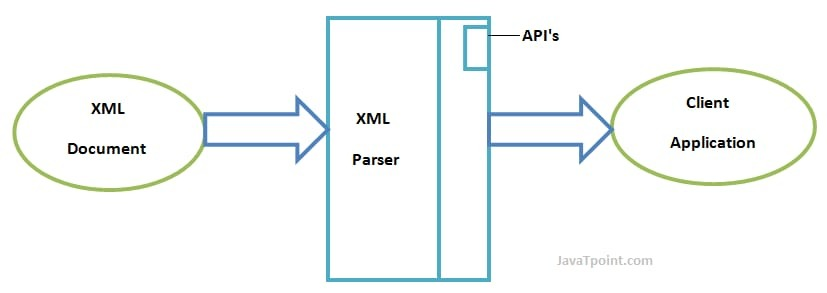 API's
XML
Document
XML
Parser
Client
Application
JavaTpoint.com